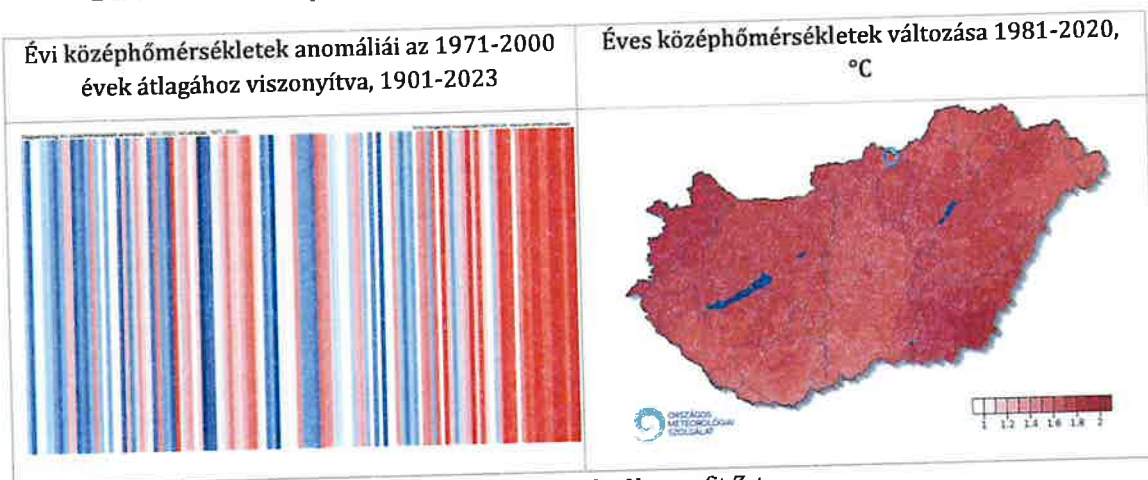 Évi középhőmérsékletek anomáliái az 1971-2000
évek átlagához viszonyítva, 1901-2023
Éves középhőmérsékletek változása 1981-2020,
°C
ORSZÁGOS
METEOROLÓGIAI
SZOLGÁLAT
1 1.2 1.4 1.6 1.8 2